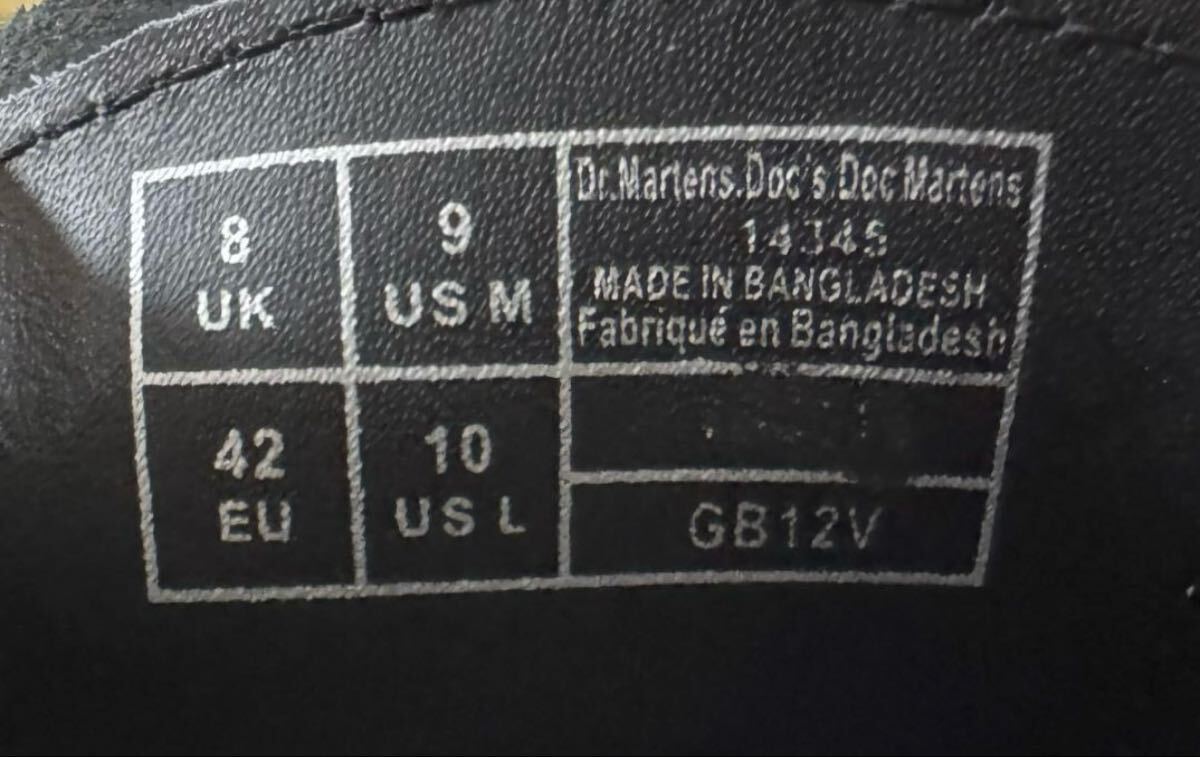 8
UK
9
US M
Dr.Martens.Doc's.Doc Martens
14345
MADE IN BANGLADESH
Fabriqué en Bangladesh
42
EU
10
US L
GB12V